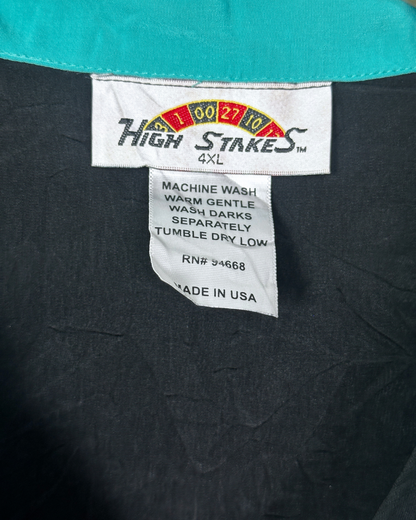 3 1 00 27 10
HIGH STAKES™
4XL
MACHINE WASH
WARM GENTLE
WASH DARKS
SEPARATELY
TUMBLE DRY LOW
RN# 94668
MADE IN USA